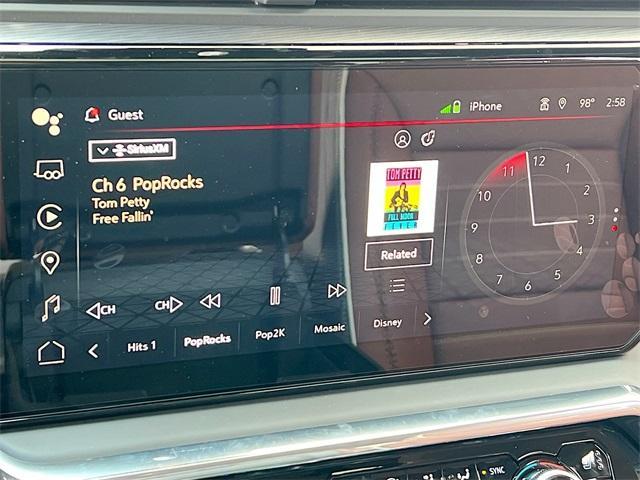 Guest
iPhone
98°
2:58
SiriusXM
Ch 6 PopRocks
Tom Petty
Free Fallin'
TOM PETTY
FULL MOON
FEVER
Related
CH
CH
Hits 1
PopRocks
Pop2K
Mosaic
Disney
12
1
2
3
4
5
6
7
8
9
10
11
SYNC